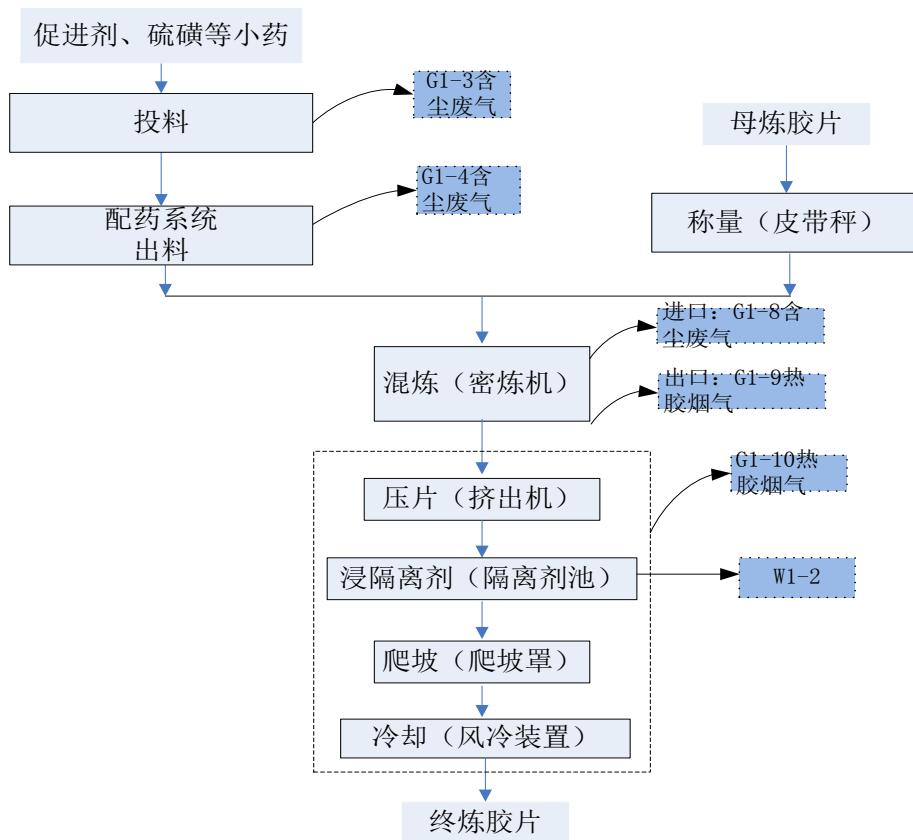 促进剂、硫磺等小药
G1-3含
尘废气
投料
母炼胶片
G1-4含
尘废气
配药系统
出料
称量（皮带秤）
进口：G1-8含
尘废气
混炼（密炼机）
出口：G1-9热
胶烟气
G1-10热
胶烟气
压片（挤出机）
浸隔离剂（隔离剂池）
W1-2
爬坡（爬坡罩）
冷却（风冷装置）
终炼胶片